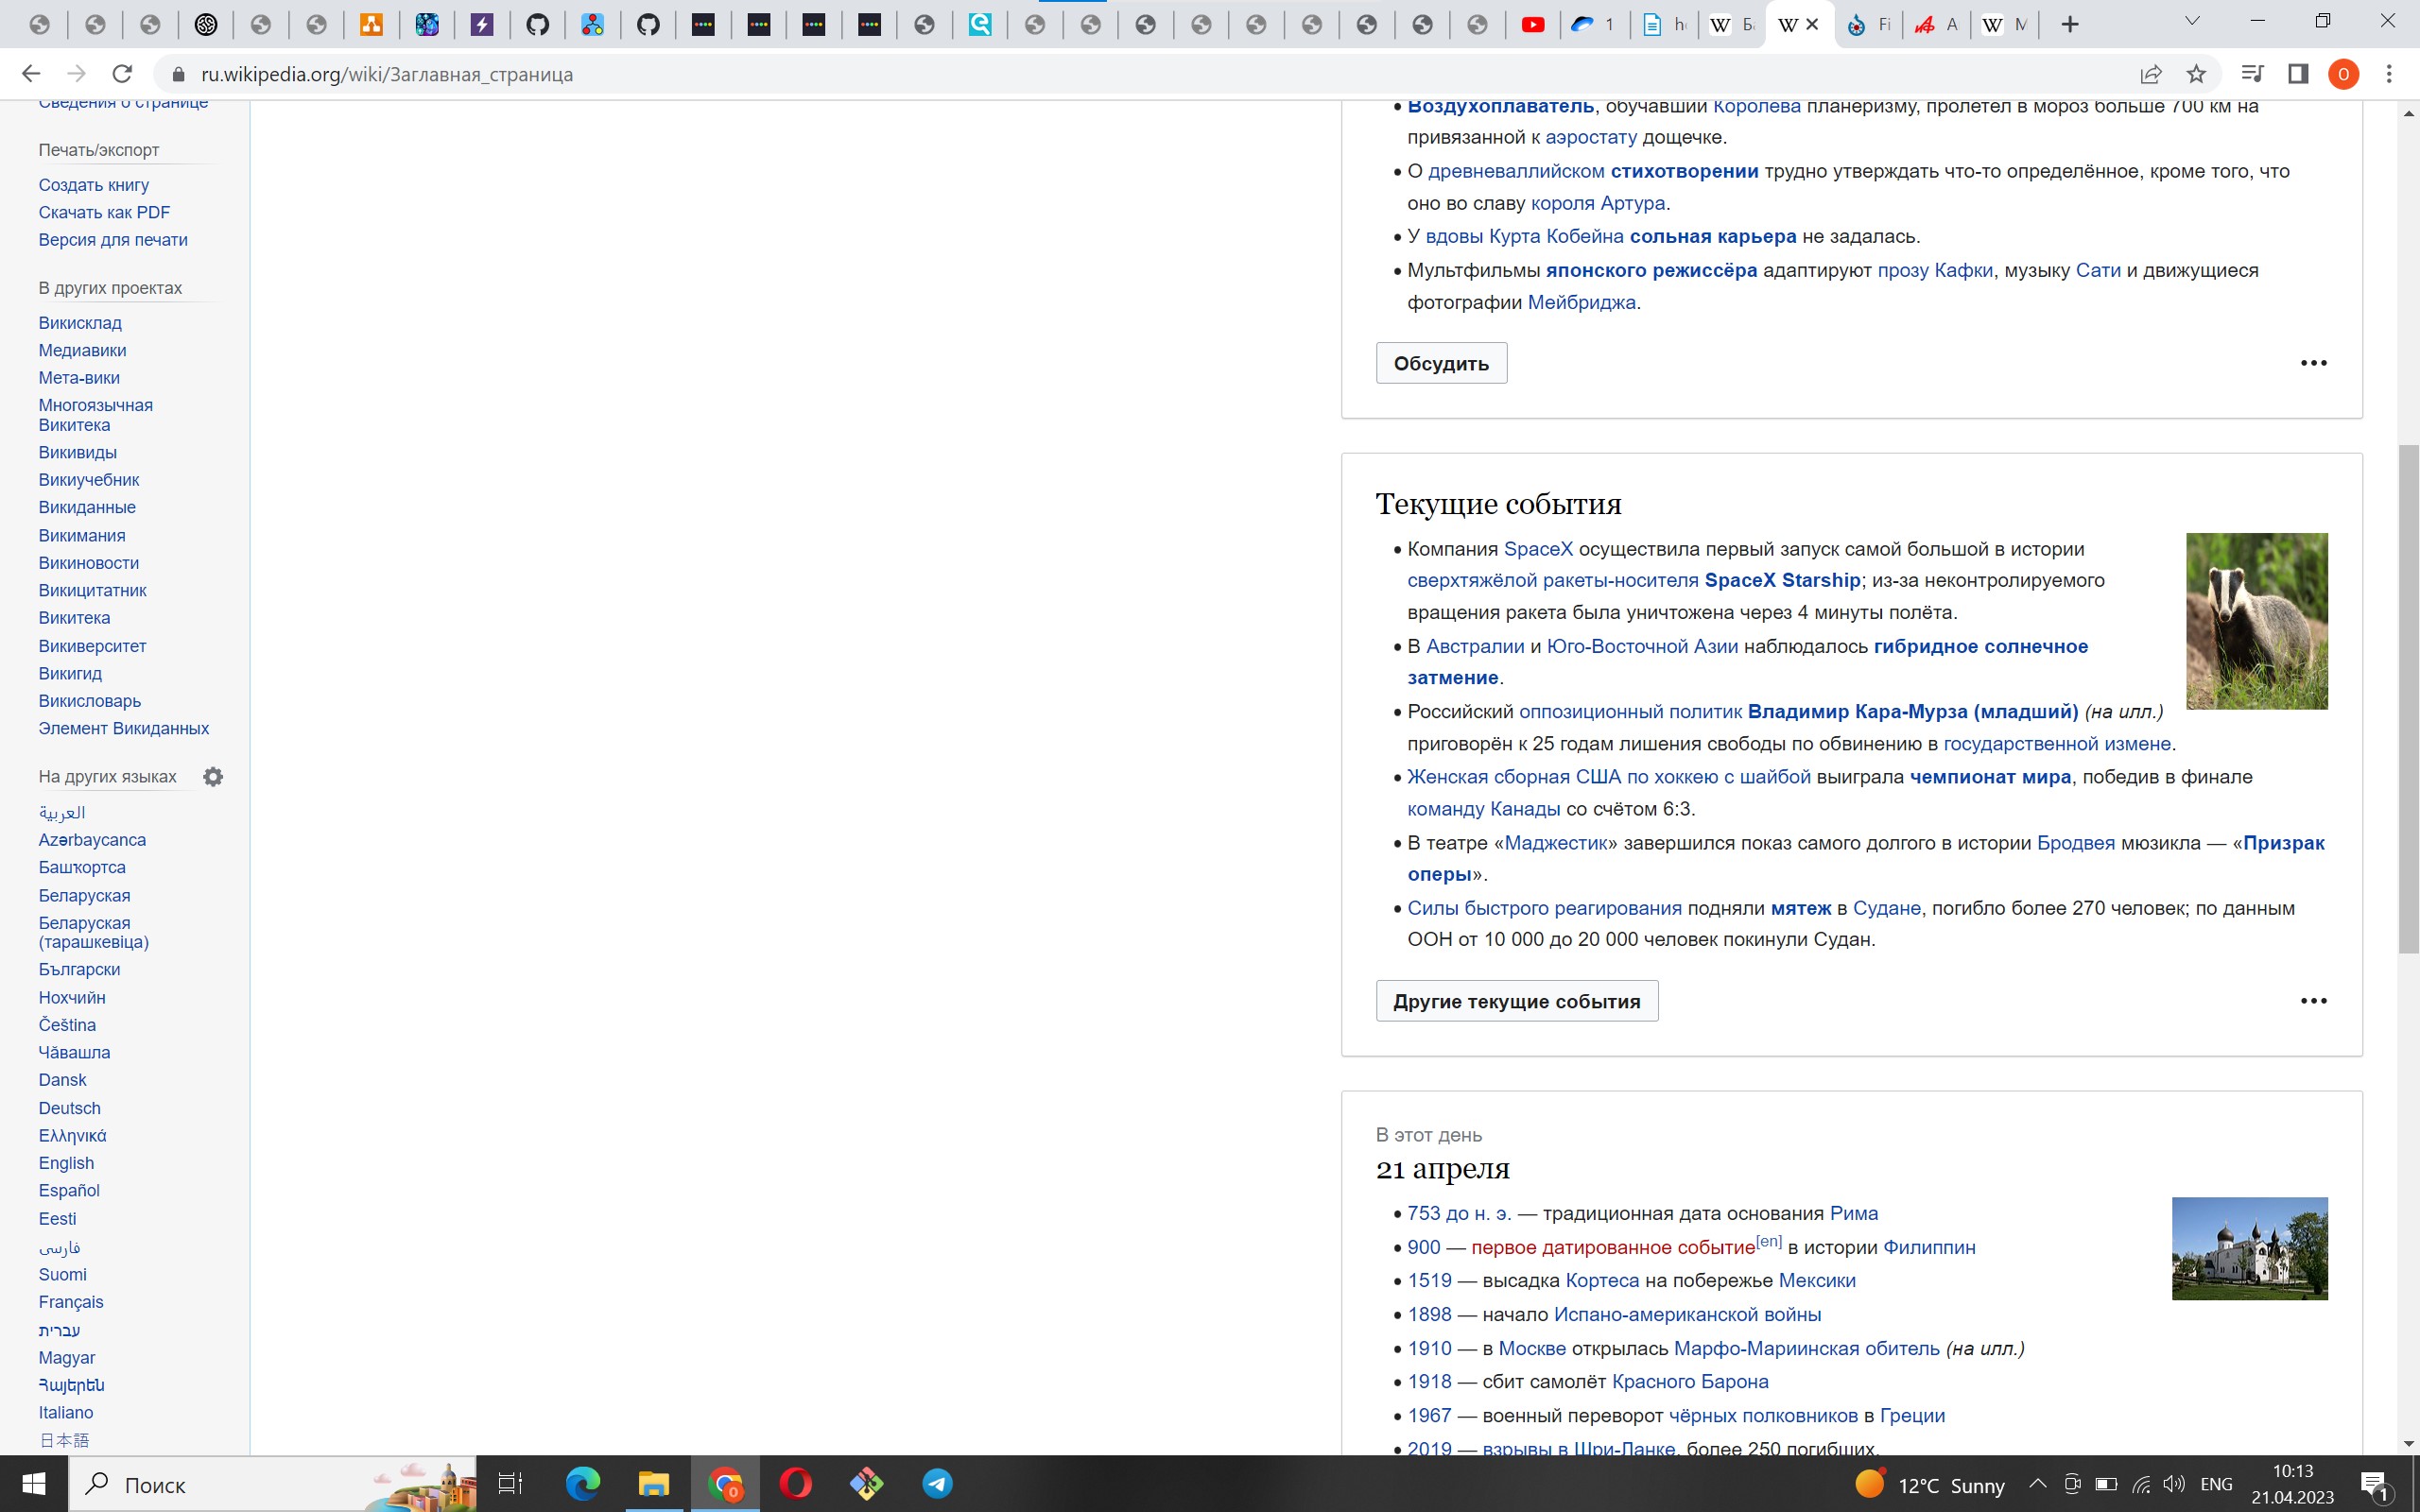 1
h
Б
Fi
A
M
ru.wikipedia.org/wiki/Заглавная_страница
O
Сведения о странице
Печать/экспорт
Создать книгу
Скачать как PDF
Версия для печати
В других проектах
Викисклад
Медиавики
Мета-вики
Многоязычная
Викитека
Викивиды
Викиучебник
Викиданные
Викимания
Викиновости
Викицитатник
Викитека
Викиверситет
Викигид
Викисловарь
Элемент Викиданных
На других языках
العربية
Azərbaycanca
Башҡортса
Беларуская
Беларуская
(тарашкевіца)
Български
Нохчийн
Čeština
Чӑвашла
Dansk
Deutsch
Ελληνικά
English
Español
Eesti
فارسی
Suomi
Français
עברית
Magyar
Հայերեն
Italiano
日本語
Воздухоплаватель, обучавший Королёва планеризму, пролетел в мороз больше 700 км на
привязанной к аэростату дощечке.
О древневаллийском стихотворении трудно утверждать что-то определённое, кроме того, что
оно во славу короля Артура.
У вдовы Курта Кобейна сольная карьера не задалась.
Мультфильмы японского режиссёра адаптируют прозу Кафки, музыку Сати и движущиеся
фотографии Мейбриджа.
Обсудить
Текущие события
Компания SpaceX осуществила первый запуск самой большой в истории
сверхтяжёлой ракеты-носителя SpaceX Starship; из-за неконтролируемого
вращения ракета была уничтожена через 4 минуты полёта.
В Австралии и Юго-Восточной Азии наблюдалось гибридное солнечное
затмение.
Российский оппозиционный политик Владимир Кара-Мурза (младший) (на илл.)
приговорён к 25 годам лишения свободы по обвинению в государственной измене.
Женская сборная США по хоккею с шайбой выиграла чемпионат мира, победив в финале
команду Канады со счётом 6:3.
В театре «Маджестик» завершился показ самого долгого в истории Бродвея мюзикла — «Призрак
оперы».
Силы быстрого реагирования подняли мятеж в Судане, погибло более 270 человек; по данным
ООН от 10 000 до 20 000 человек покинули Судан.
Другие текущие события
В этот день
21 апреля
753 до н. э. — традиционная дата основания Рима
900 — первое датированное событие[en] в истории Филиппин
1519 — высадка Кортеса на побережье Мексики
1898 — начало Испано-американской войны
1910 — в Москве открылась Марфо-Мариинская обитель (на илл.)
1918 — сбит самолёт Красного Барона
1967 — военный переворот чёрных полковников в Греции
2019 — взрывы в Шри-Ланке, более 250 погибших.
Поиск
12°C Sunny
ENG
10:13
21.04.2023
1